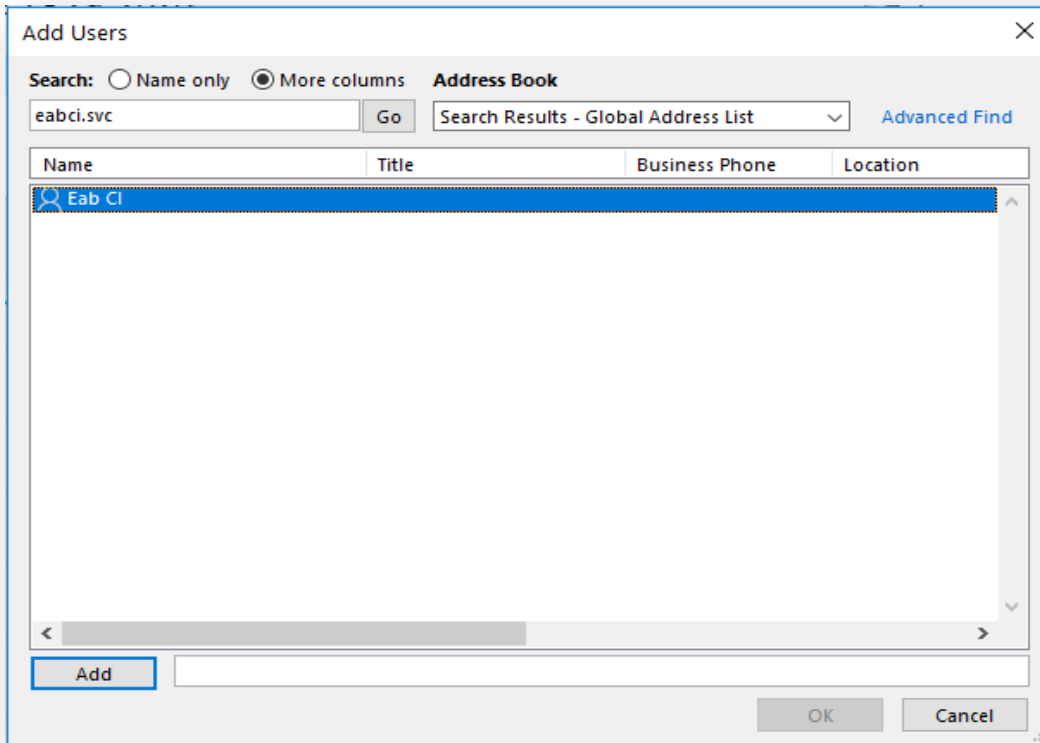 Add Users
Search: Name only More columns Address Book
eabci.svc Go Search Results - Global Address List Advanced Find
Name Title Business Phone Location
Eab CI
Add
OK Cancel